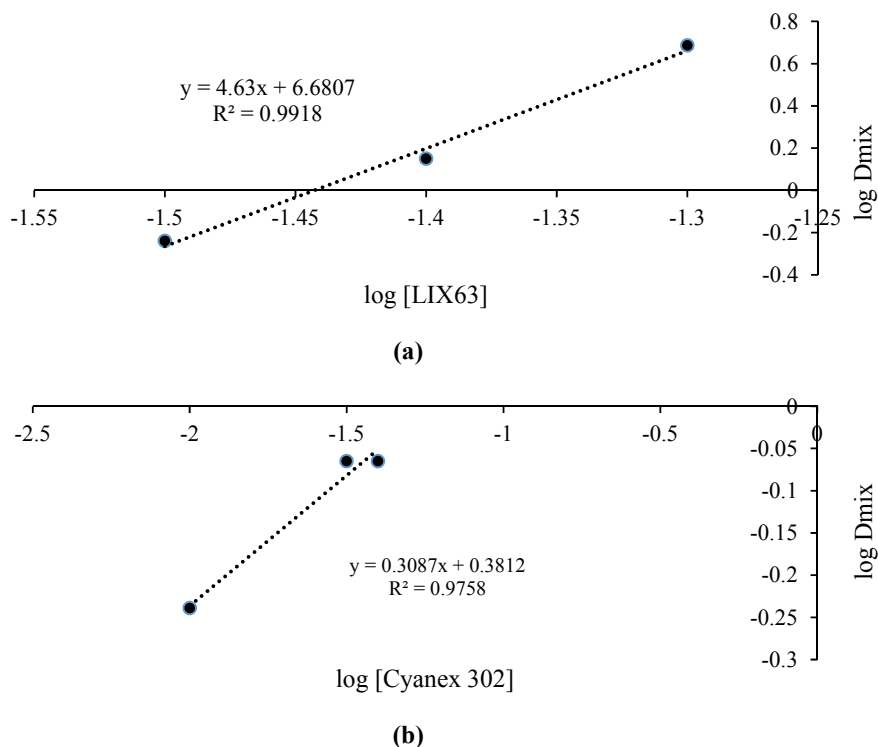 0.8
0.6
0.4
0.2
0
-0.2
-0.4
log Dmix
-1.55 -1.5 -1.45 -1.4 -1.35 -1.3 -1.25
y = 4.63x + 6.6807
R² = 0.9918
log [LIX63]
(a)
-2.5 -2 -1.5 -1 -0.5 0
0
-0.05
-0.1
-0.15
-0.2
-0.25
-0.3
log Dmix
y = 0.3087x + 0.3812
R² = 0.9758
log [Cyanex 302]
(b)